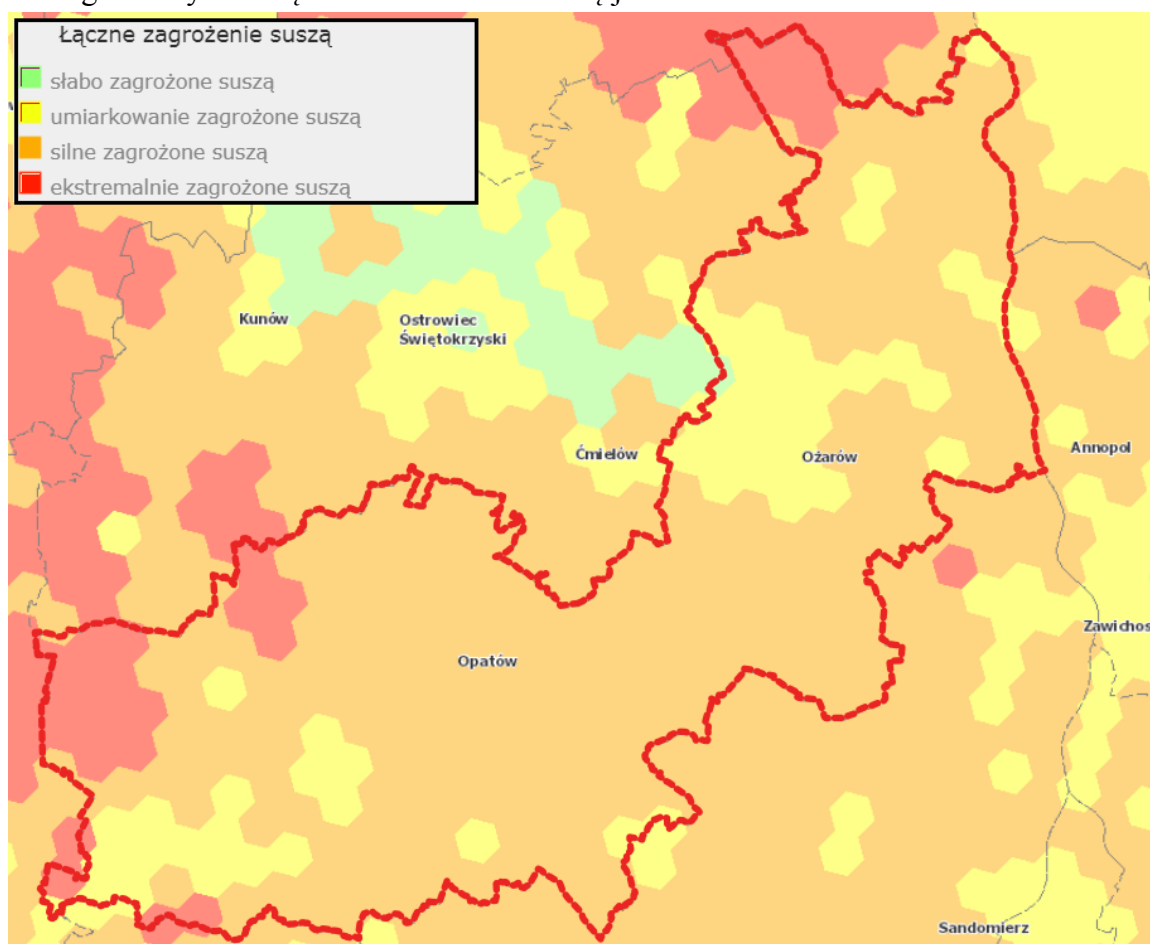 Łączne zagrożenie suszą
słabo zagrożone suszą
umiarkowanie zagrożone suszą
silne zagrożone suszą
ekstremalnie zagrożone suszą
Kunów
Ostrowiec
Świętokrzyski
Ćmielów
Ożarów
Annopol
Zawichos
Opatów
Sandomierz